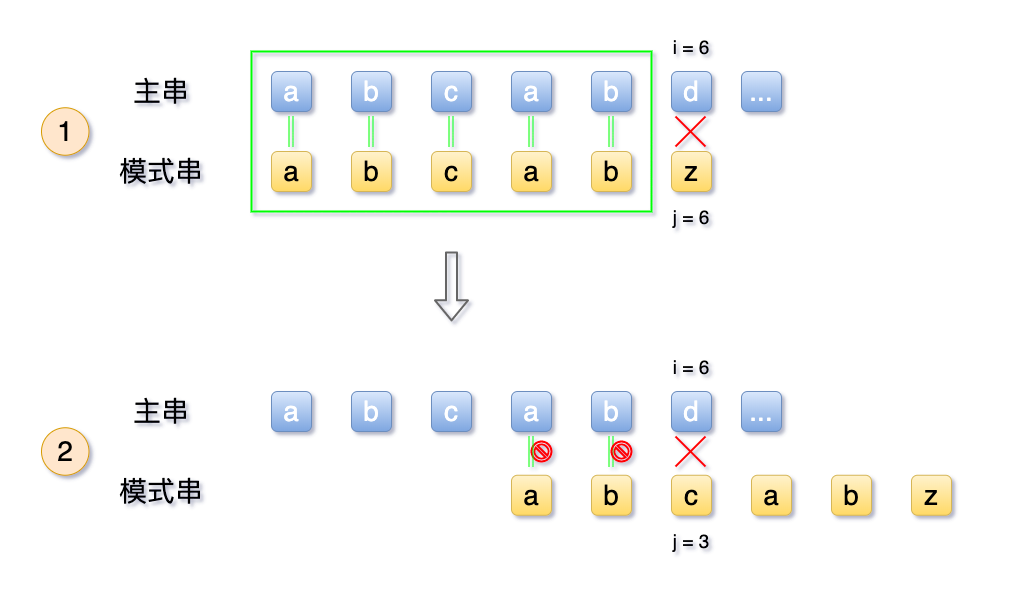 i = 6
主串 a b c a b d ...
1
模式串 a b c a b z
j = 6
i = 6
主串 a b c a b d ...
2
模式串 a b c a b z
j = 3